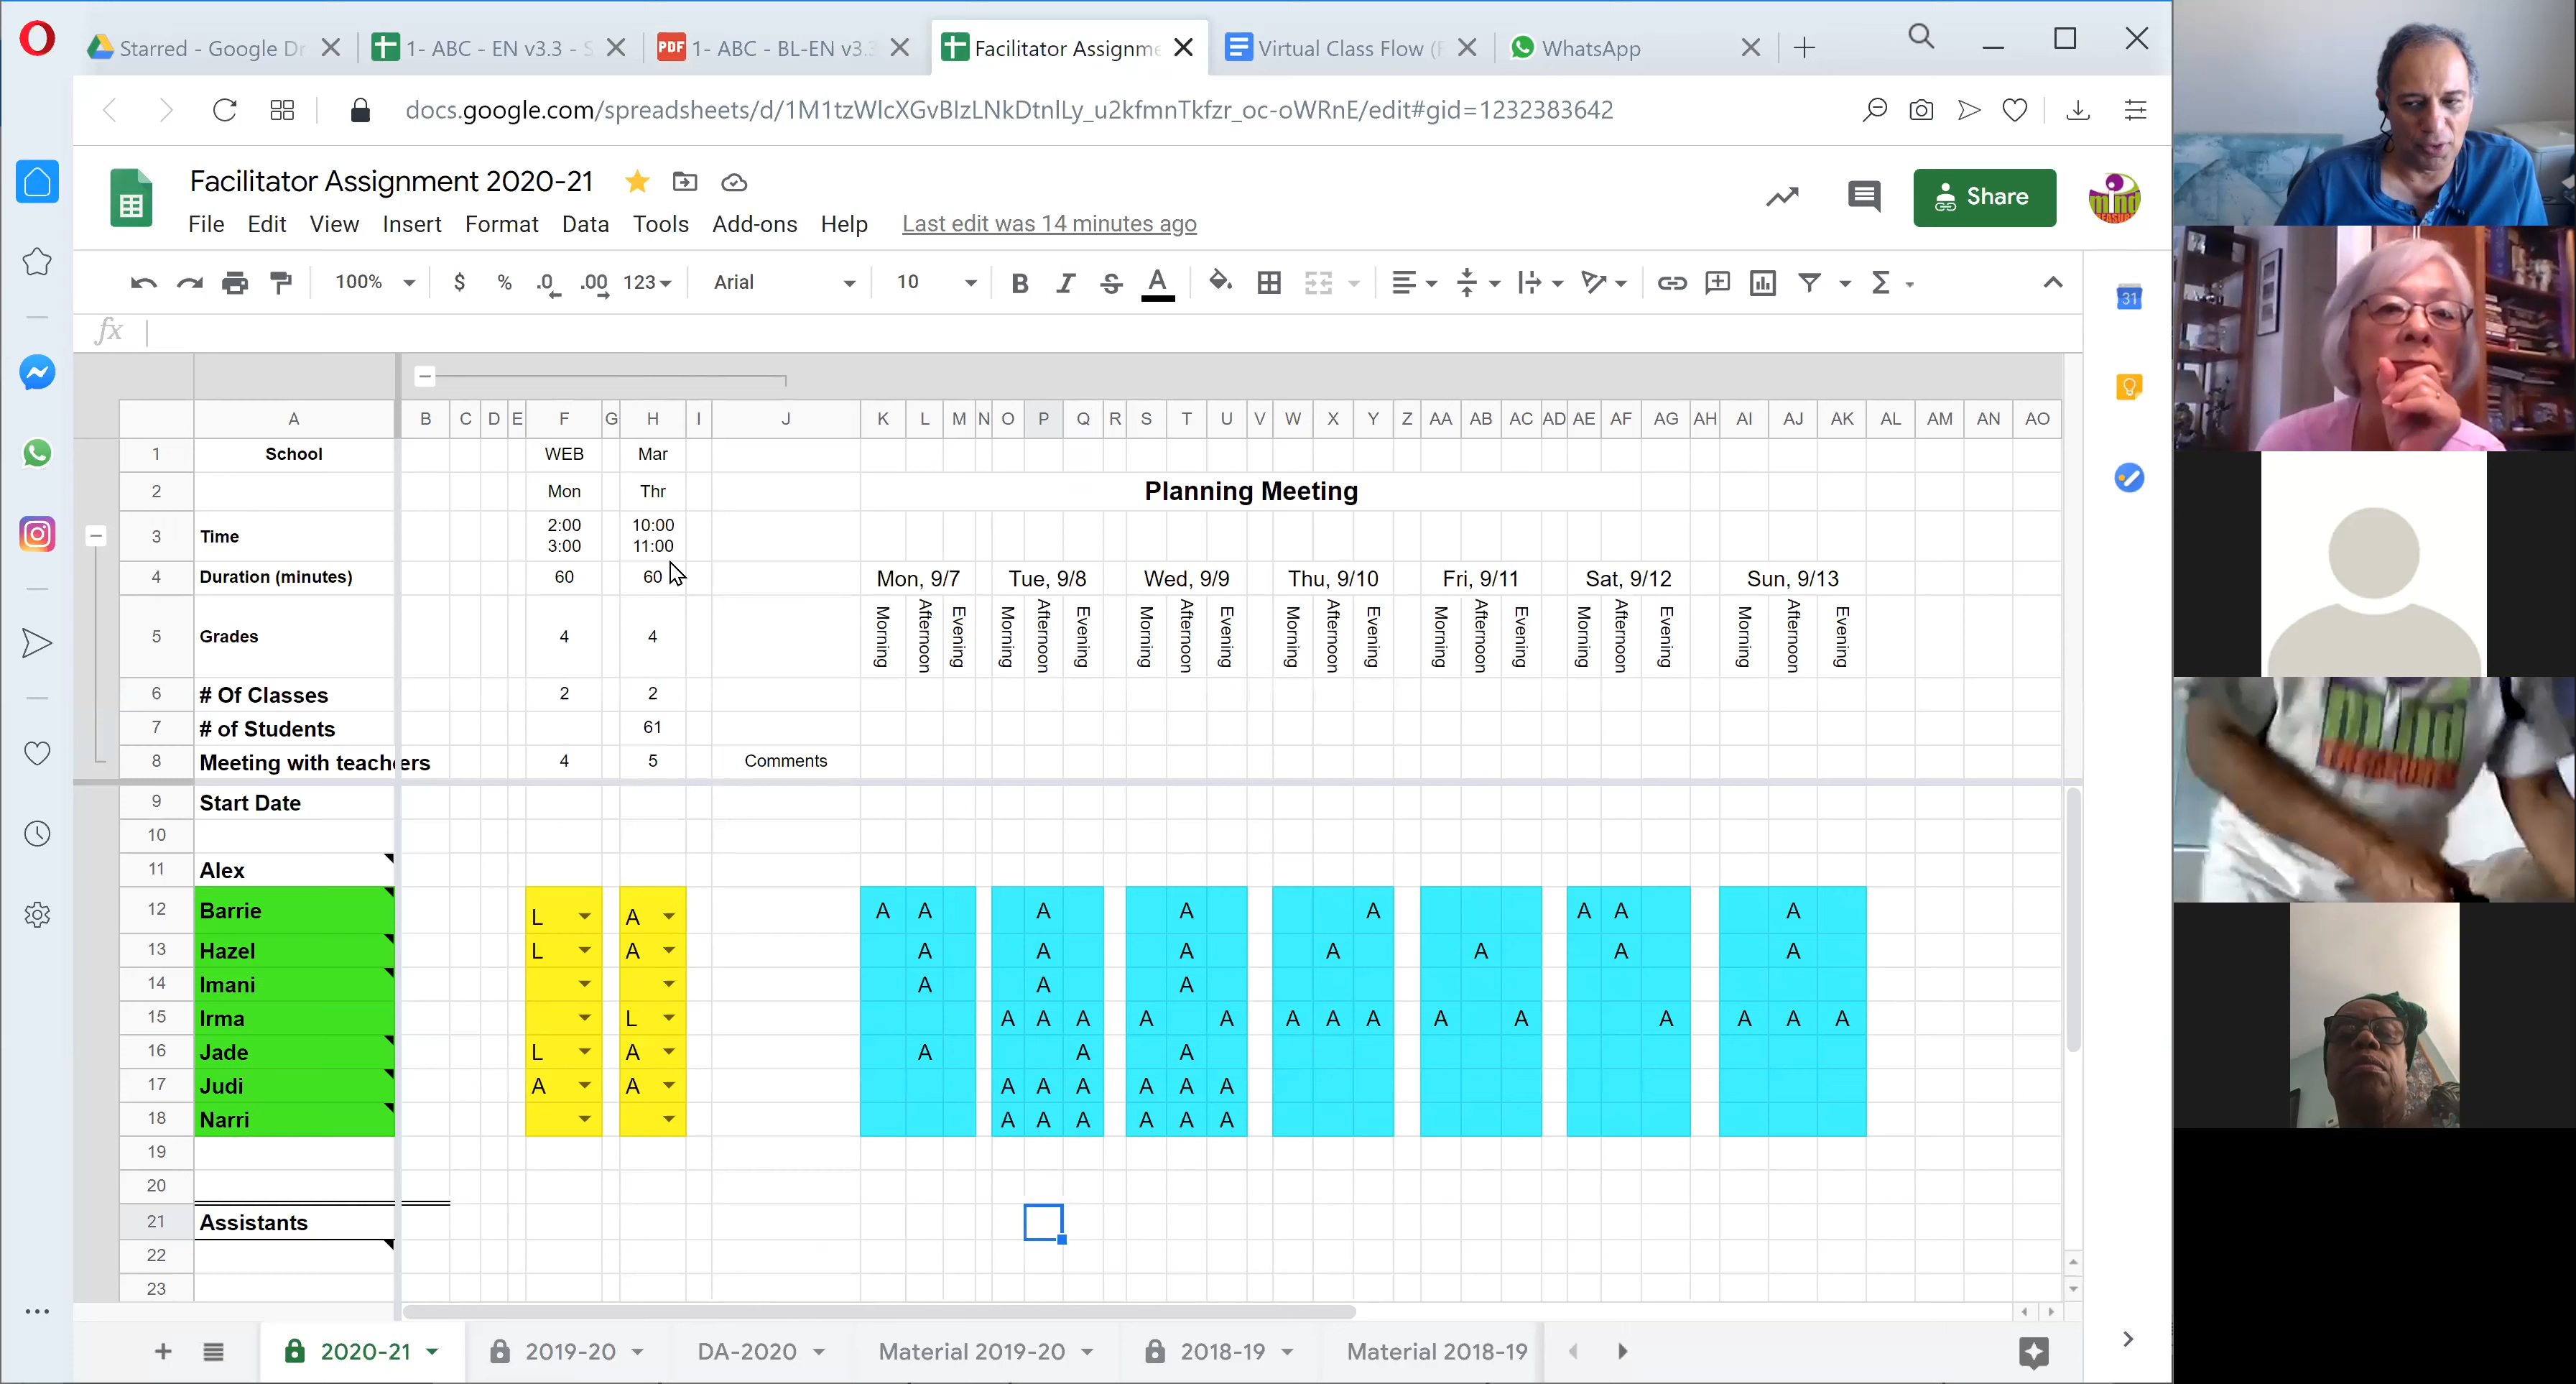 Starred - Google Dr
1- ABC - EN v3.3 - S
PDF 1- ABC - BL-EN v3.3
Facilitator Assignme
Virtual Class Flow (F
WhatsApp
docs.google.com/spreadsheets/d/1M1tzWlcXGvBIzLNkDtnlLy_u2kfmnTkfzr_oc-oWRnE/edit#gid=1232383642
Facilitator Assignment 2020-21
Share
File Edit View Insert Format Data Tools Add-ons Help Last edit was 14 minutes ago
100% $ % .0 .00 123 Arial 10 B I S A Σ
31
fx
A B C D E F G H I J K L M N O P Q R S T U V W X Y Z AA AB AC AD AE AF AG AH AI AJ AK AL AM AN AO
1 School WEB Mar
2 Mon Thr Planning Meeting
3 Time 2:00 3:00 10:00 11:00
4 Duration (minutes) 60 60 Mon, 9/7 Tue, 9/8 Wed, 9/9 Thu, 9/10 Fri, 9/11 Sat, 9/12 Sun, 9/13
5 Grades 4 4 Morning Afternoon Evening Morning Afternoon Evening Morning Afternoon Evening Morning Afternoon Evening Morning Afternoon Evening Morning Afternoon Evening Morning Afternoon Evening
6 # Of Classes 2 2
7 # of Students 61
8 Meeting with teachers 4 5 Comments
9 Start Date
10
11 Alex
12 Barrie L A A A A A A A A A
13 Hazel L A A A A A A A A
14 Imani A A A
15 Irma L A A A A A A A A A A A A A A
16 Jade L A A A A
17 Judi A A A A A A A A
18 Narri A A A A A A
19
20
21 Assistants
22
23
2020-21 2019-20 DA-2020 Material 2019-20 2018-19 Material 2018-19